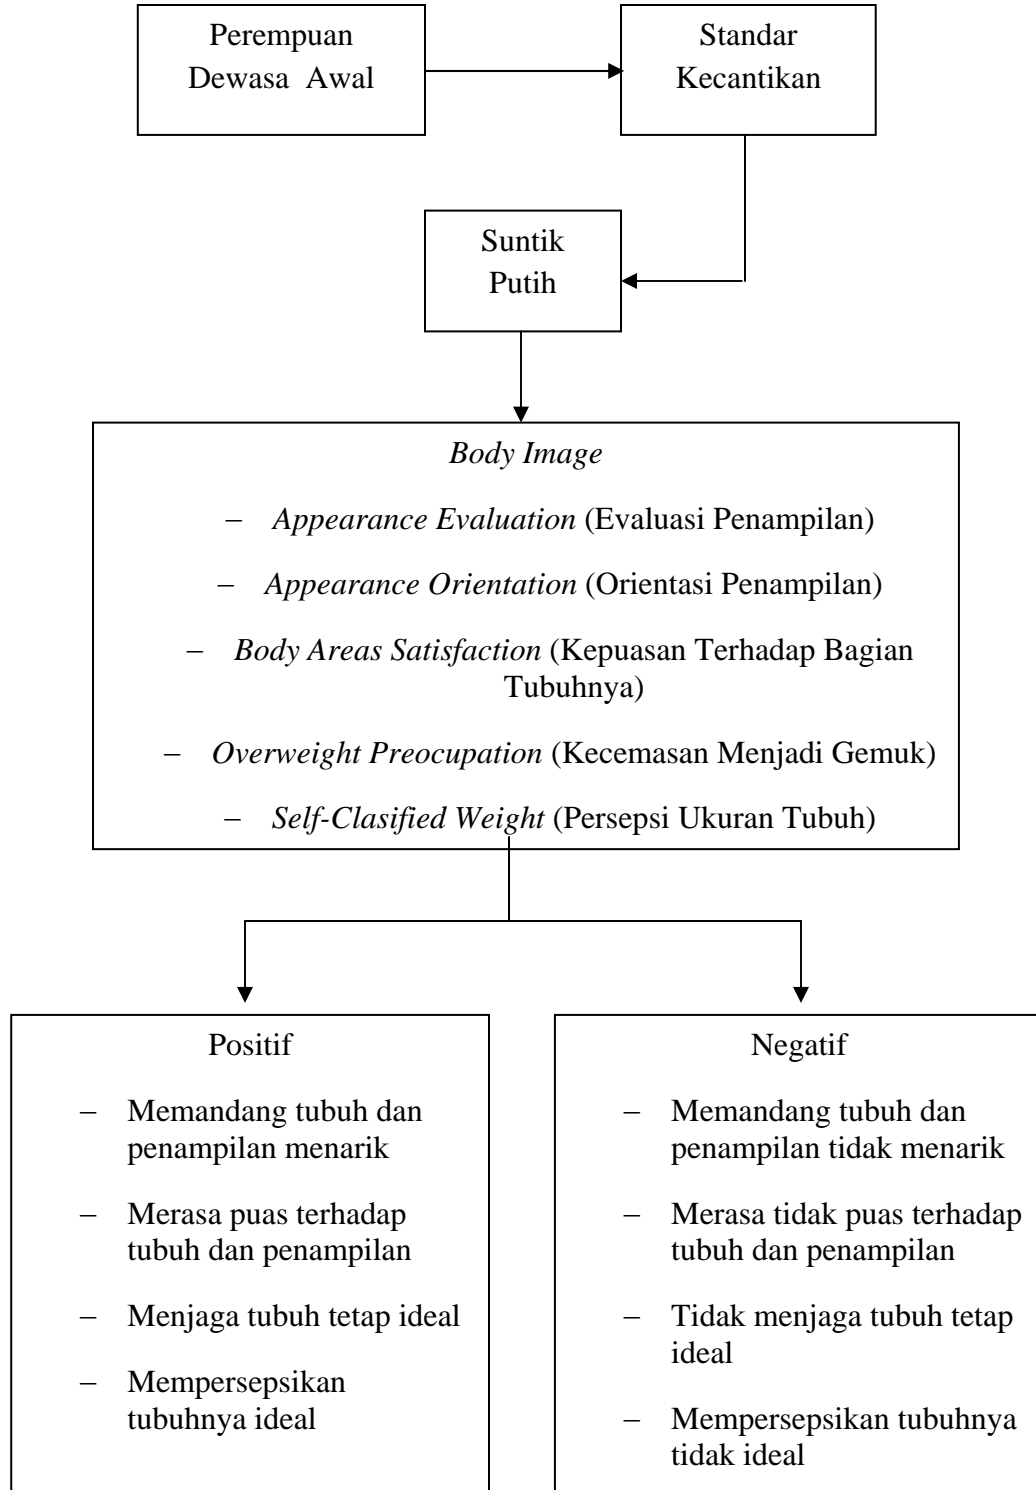 Perempuan
Dewasa Awal
Standar
Kecantikan
Suntik
Putih
Body Image
– Appearance Evaluation (Evaluasi Penampilan)
– Appearance Orientation (Orientasi Penampilan)
– Body Areas Satisfaction (Kepuasan Terhadap Bagian
Tubuhnya)
– Overweight Preocupation (Kecemasan Menjadi Gemuk)
– Self-Clasified Weight (Persepsi Ukuran Tubuh)
Positif
– Memandang tubuh dan
penampilan menarik
– Merasa puas terhadap
tubuh dan penampilan
– Menjaga tubuh tetap ideal
– Mempersepsikan
tubuhnya ideal
Negatif
– Memandang tubuh dan
penampilan tidak menarik
– Merasa tidak puas terhadap
tubuh dan penampilan
– Tidak menjaga tubuh tetap
ideal
– Mempersepsikan tubuhnya
tidak ideal